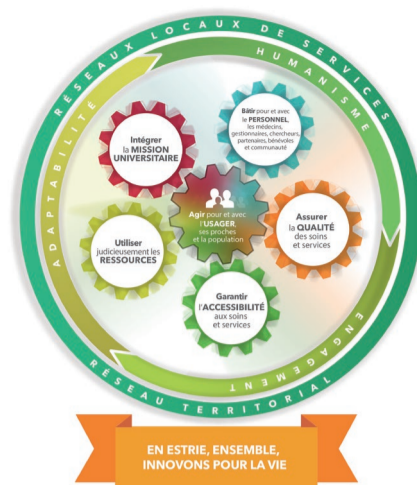 RÉSEAUX LOCAUX DE SERVICES
HUMANISME
ADAPTABILITÉ
Intégrer
la MISSION
UNIVERSITAIRE
Bâtir pour et avec
le PERSONNEL,
les médecins,
gestionnaires, chercheurs,
partenaires, bénévoles
et communauté
Agir pour et avec
l'USAGER,
ses proches
et la population
Assurer
la QUALITÉ
des soins
et services
Utiliser
judicieusement les
RESSOURCES
Garantir
l'ACCESSIBILITÉ
aux soins
et services
ENGAGEMENT
RÉSEAU TERRITORIAL
EN ESTRIE, ENSEMBLE,
INNOVONS POUR LA VIE